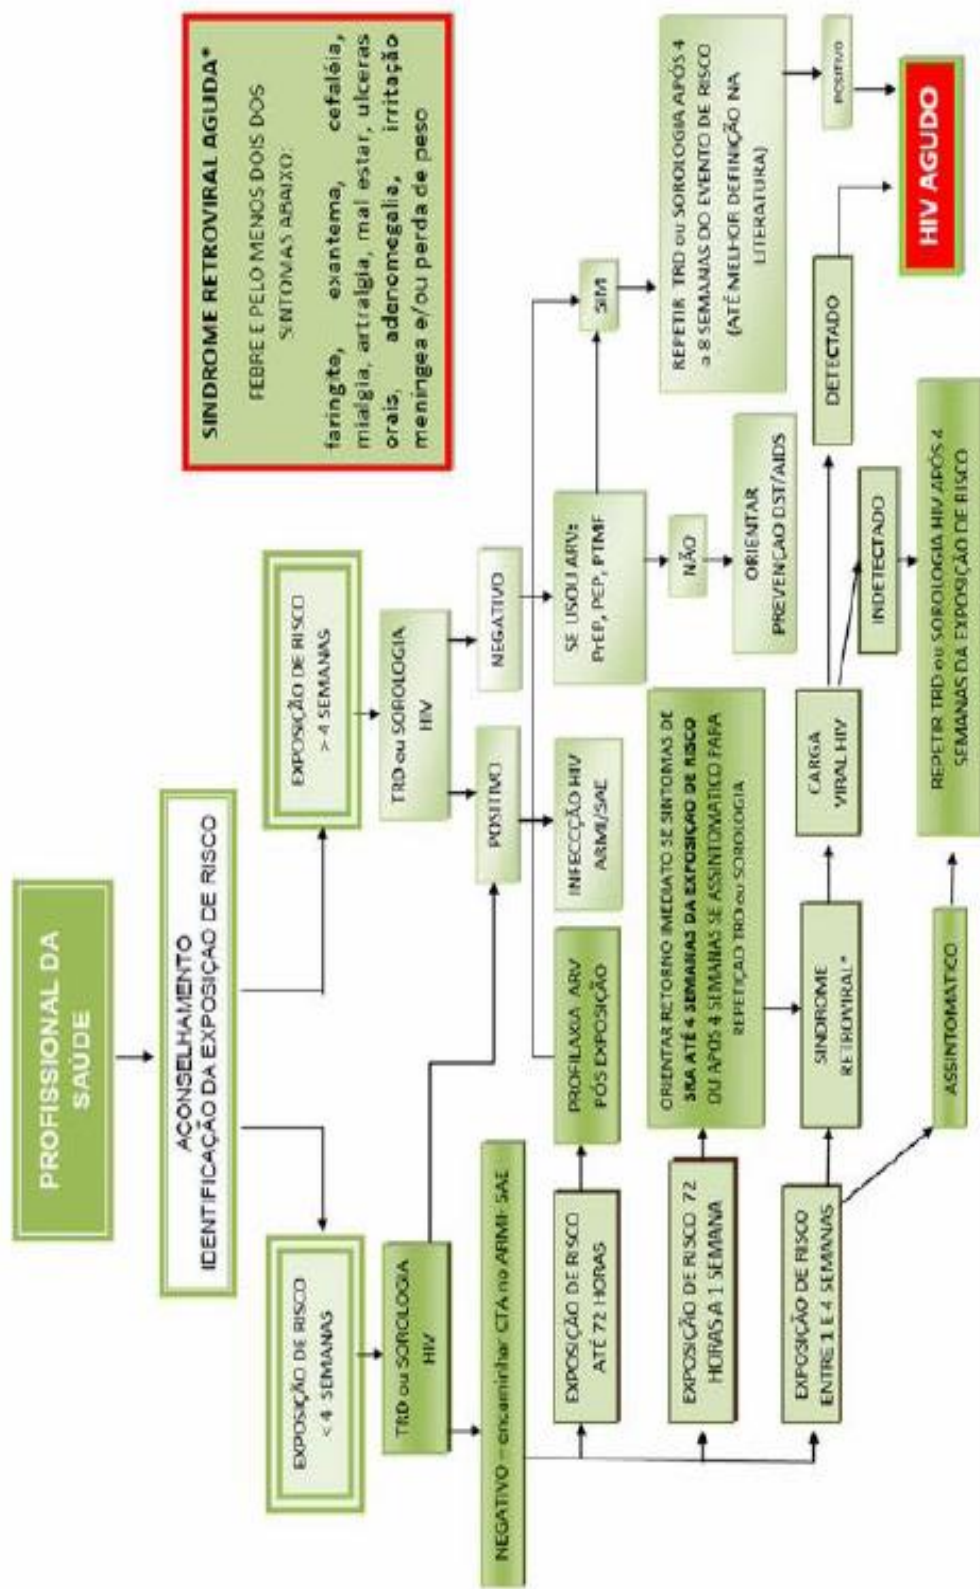 PROFISSIONAL DA
SAÚDE
ACONSELHAMENTO
IDENTIFICAÇÃO DA EXPOSIÇAO DE RISCO
SINDROME RETROVIRAL AGUDA*
FEBRE E PELO MENOS DOIS DOS
SINTOMAS ABAIXO:
faringite, exantema, cefaléia,
mialgia, artralgia, mal estar, ulceras
orais, adenomegalia, irritação
meningea e/ou perda de peso
EXPOSIÇÃO DE RISCO
< 4 SEMANAS
EXPOSIÇÃO DE RISCO
> 4 SEMANAS
TRD ou SOROLOGIA
HIV
TRD ou SOROLOGIA
HIV
NEGATIVO – encaminhar CTA no ARMI-SAE
POSITIVO
NEGATIVO
EXPOSIÇÃO DE RISCO
ATÉ 72 HORAS
PROFILAXIA ARV
PÓS EXPOSIÇÃO
INFECCÇÃO HIV
ARMI/SAE
SE USOU ARV:
PrEP, PEP, PTMF
SIM
NÃO
ORIENTAR
PREVENÇAO DST/AIDS
REPETIR TRD ou SOROLOGIA APÓS 4
a 8 SEMANAS DO EVENTO DE RISCO
(ATÉ MELHOR DEFINIÇÃO NA
LITERATURA)
POSITIVO
EXPOSIÇÃO DE RISCO 72
HORAS A 1 SEMANA
ORIENTAR RETORNO IMEDIATO SE SINTOMAS DE
SRA ATÉ 4 SEMANAS DA EXPOSIÇÃO DE RISCO
OU APOS 4 SEMANAS SE ASSINTOMATICO PARA
REPETIÇAO TRD ou SOROLOGIA
EXPOSIÇÃO DE RISCO
ENTRE 1 E 4 SEMANAS
SINDROME
RETROVIRAL*
CARGA
VIRAL HIV
DETECTADO
INDETECTADO
HIV AGUDO
ASSINTOMATICO
REPETIR TRD ou SOROLOGIA HIV APÓS 4
SEMANAS DA EXPOSIÇÃO DE RISCO